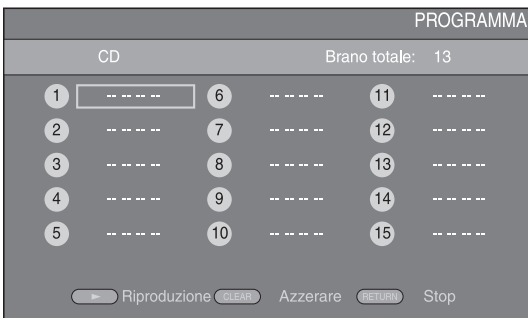 PROGRAMMA
CD Brano totale: 13
1 -- -- -- -- 6 -- -- -- -- 11 -- -- -- --
2 -- -- -- -- 7 -- -- -- -- 12 -- -- -- --
3 -- -- -- -- 8 -- -- -- -- 13 -- -- -- --
4 -- -- -- -- 9 -- -- -- -- 14 -- -- -- --
5 -- -- -- -- 10 -- -- -- -- 15 -- -- -- --
Riproduzione CLEAR Azzerare RETURN Stop